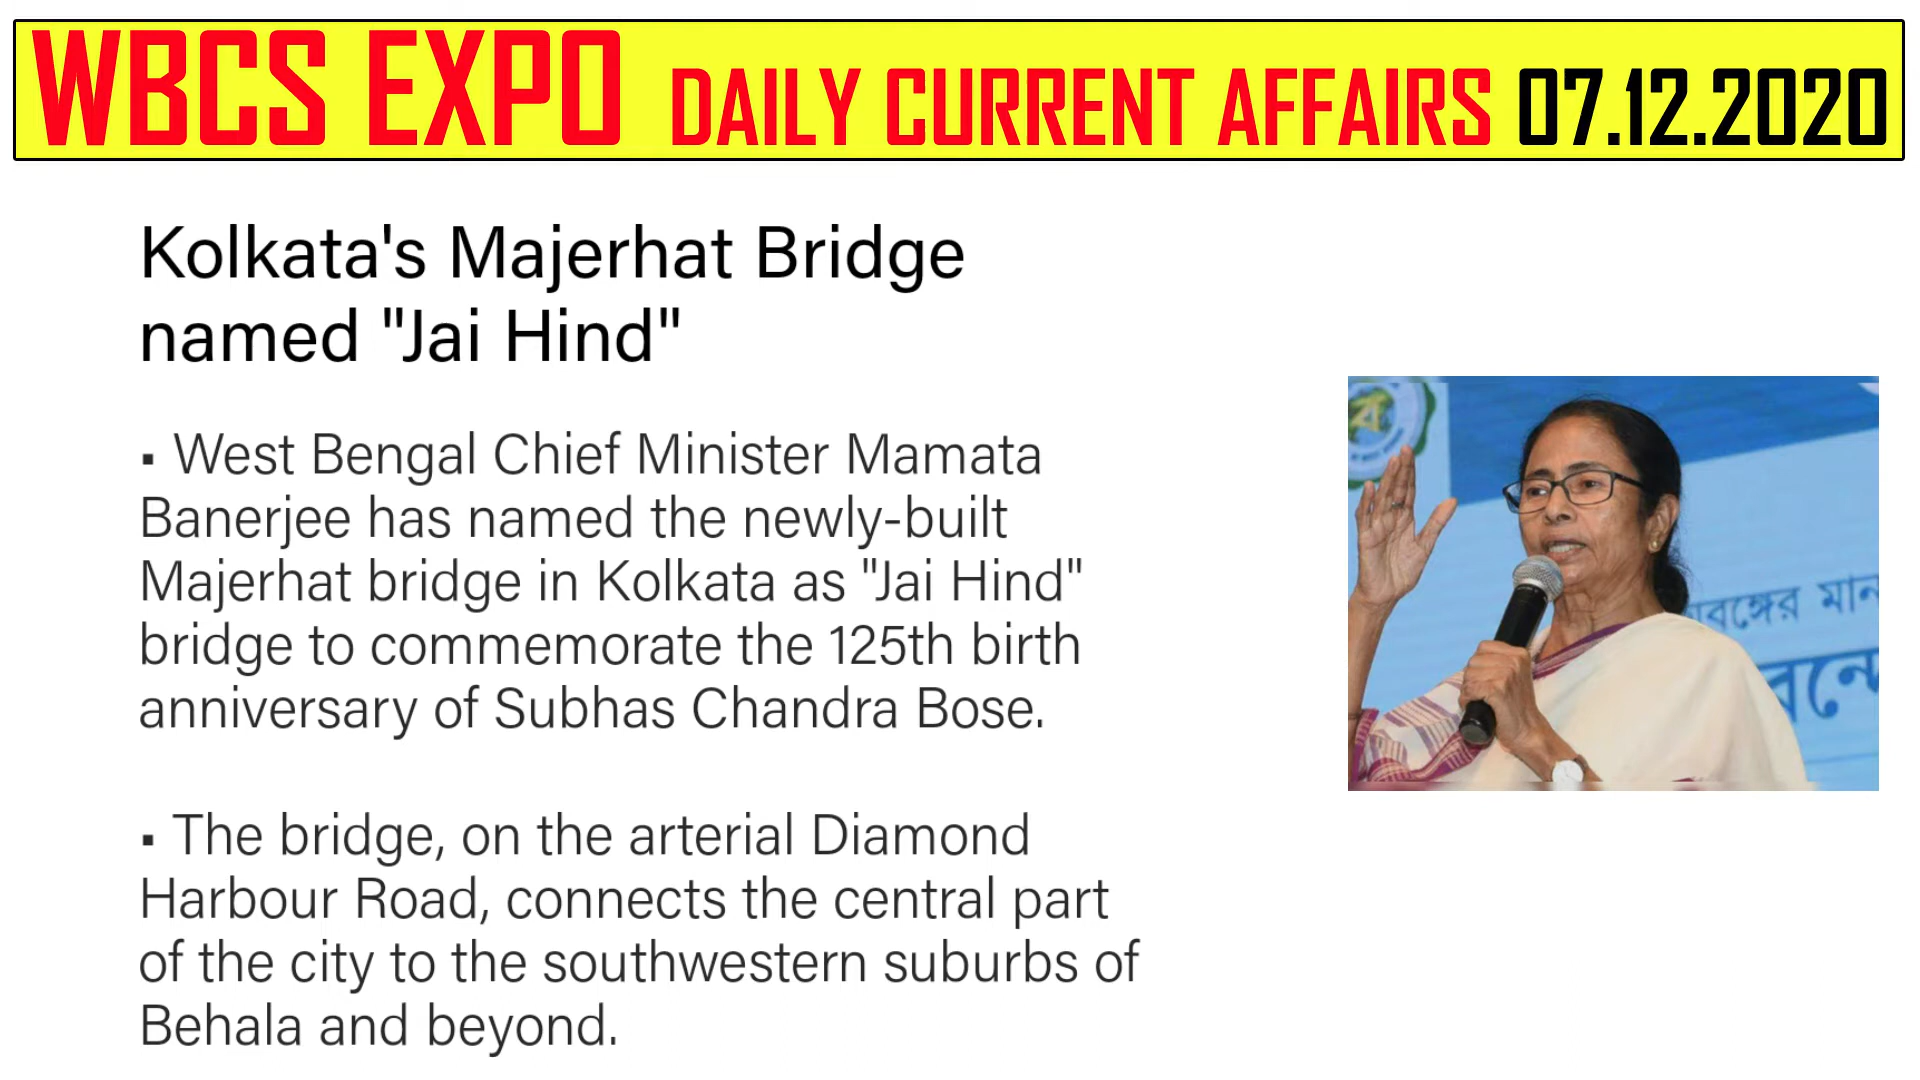 WBCS EXPO DAILY CURRENT AFFAIRS 07.12.2020
Kolkata's Majerhat Bridge
named "Jai Hind"
▪ West Bengal Chief Minister Mamata
Banerjee has named the newly-built
Majerhat bridge in Kolkata as "Jai Hind"
bridge to commemorate the 125th birth
anniversary of Subhas Chandra Bose.
▪ The bridge, on the arterial Diamond
Harbour Road, connects the central part
of the city to the southwestern suburbs of
Behala and beyond.